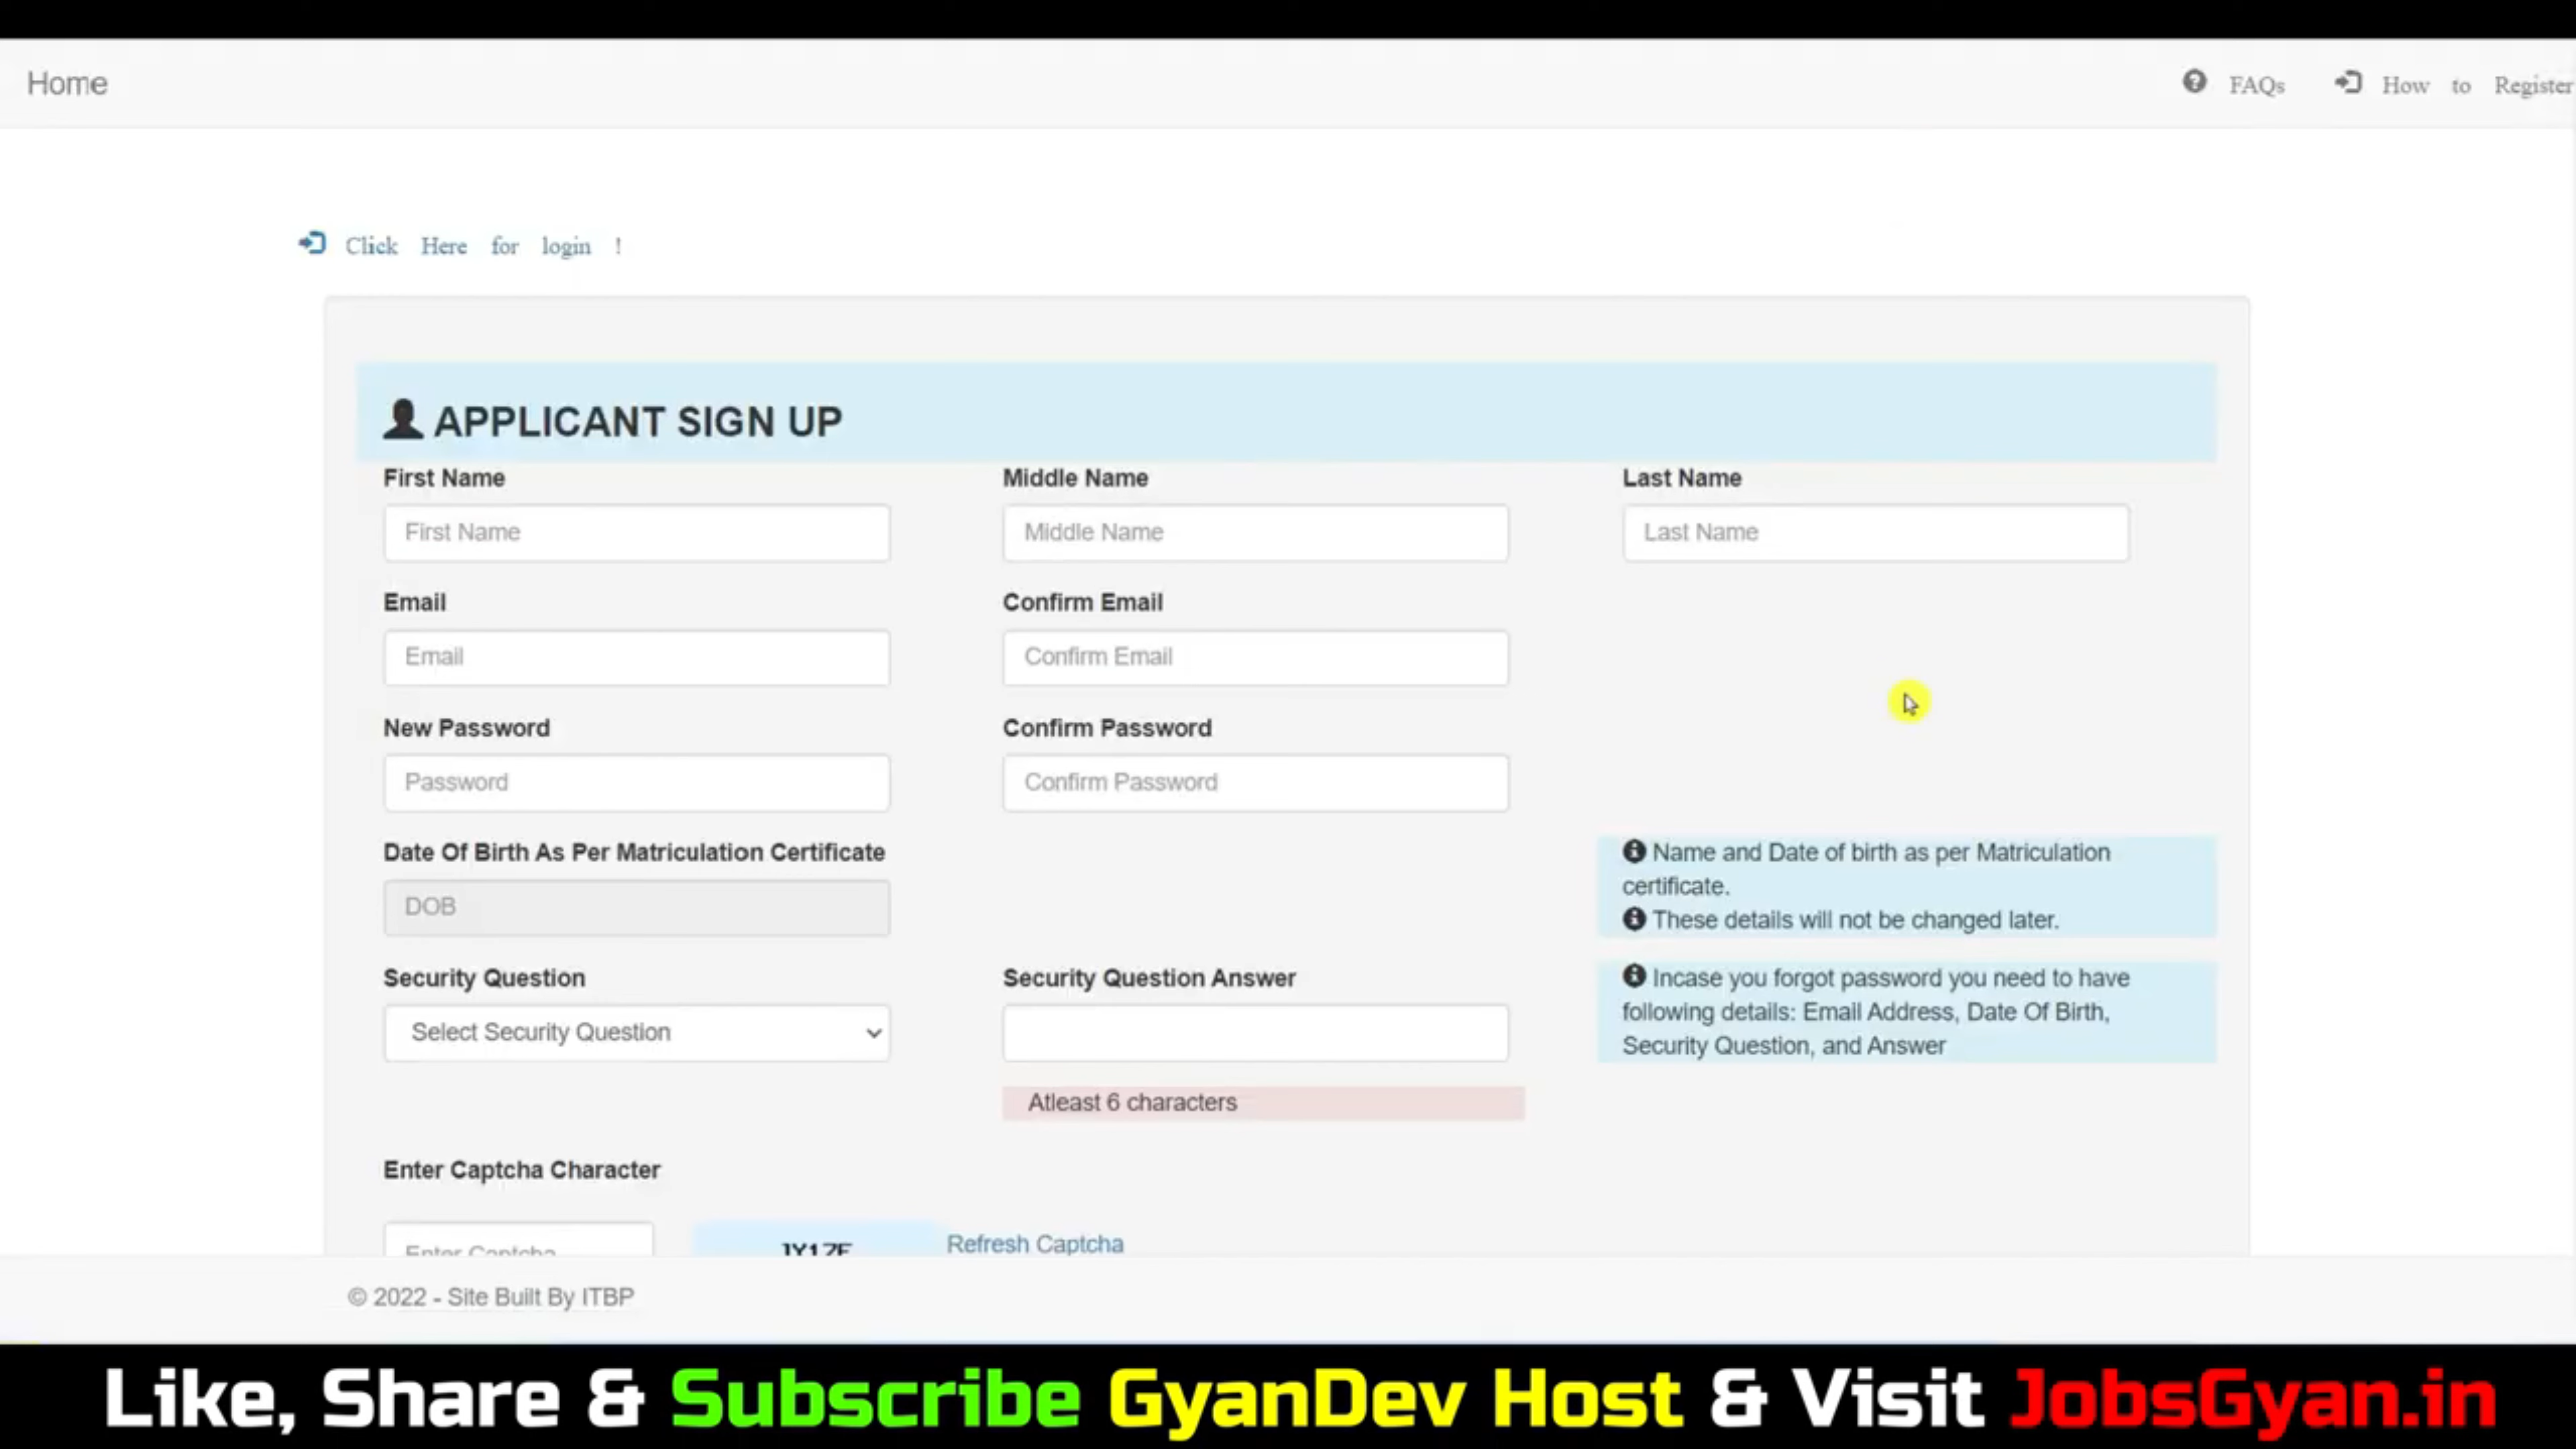 Home
FAQs
How to Register
Click Here for login !
APPLICANT SIGN UP
First Name
Middle Name
Last Name
First Name
Middle Name
Last Name
Email
Confirm Email
Email
Confirm Email
New Password
Confirm Password
Password
Confirm Password
Date Of Birth As Per Matriculation Certificate
DOB
Name and Date of birth as per Matriculation
certificate.
These details will not be changed later.
Security Question
Security Question Answer
Select Security Question
Incase you forgot password you need to have
following details: Email Address, Date Of Birth,
Security Question, and Answer
Atleast 6 characters
Enter Captcha Character
Enter Captcha
Refresh Captcha
© 2022 - Site Built By ITBP
Like, Share & Subscribe GyanDev Host & Visit JobsGyan.in